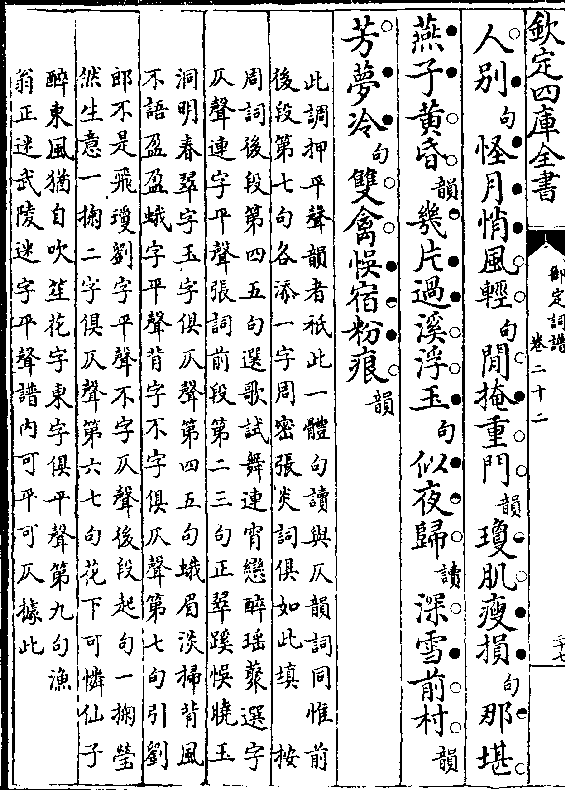 欽定四庫全書
御定詞譜
卷二十二
三十七
人别句怪月悄風輕句閒掩重門韻瓊肌瘦損句那堪
燕子黄昏韻幾片過溪浮玉句似夜歸讀深雪前村韻
芳夢冷句雙禽悞宿粉痕韻
此調押平聲韻者祇此一體句讀與仄韻詞同惟前
後段第七句各添一字周密張炎詞俱如此填 按
周詞後段第四五句選歌試舞連宵戀醉瑶藂選字
仄聲連字平聲張詞前段第二三句正翠蹊悞曉玉
洞明春翠字玉字俱仄聲第四五句蛾眉淡掃背風
不語盈盈蛾字平聲背字不字俱仄聲第七句引劉
郎不是飛瓊劉字平聲不字仄聲後段起句一掬瑩
然生意一掬二字俱仄聲第六七句花下可憐仙子
醉東風猶自吹笙花字東字俱平聲第九句漁
翁正迷武陵迷字平聲譜内可平可仄據此